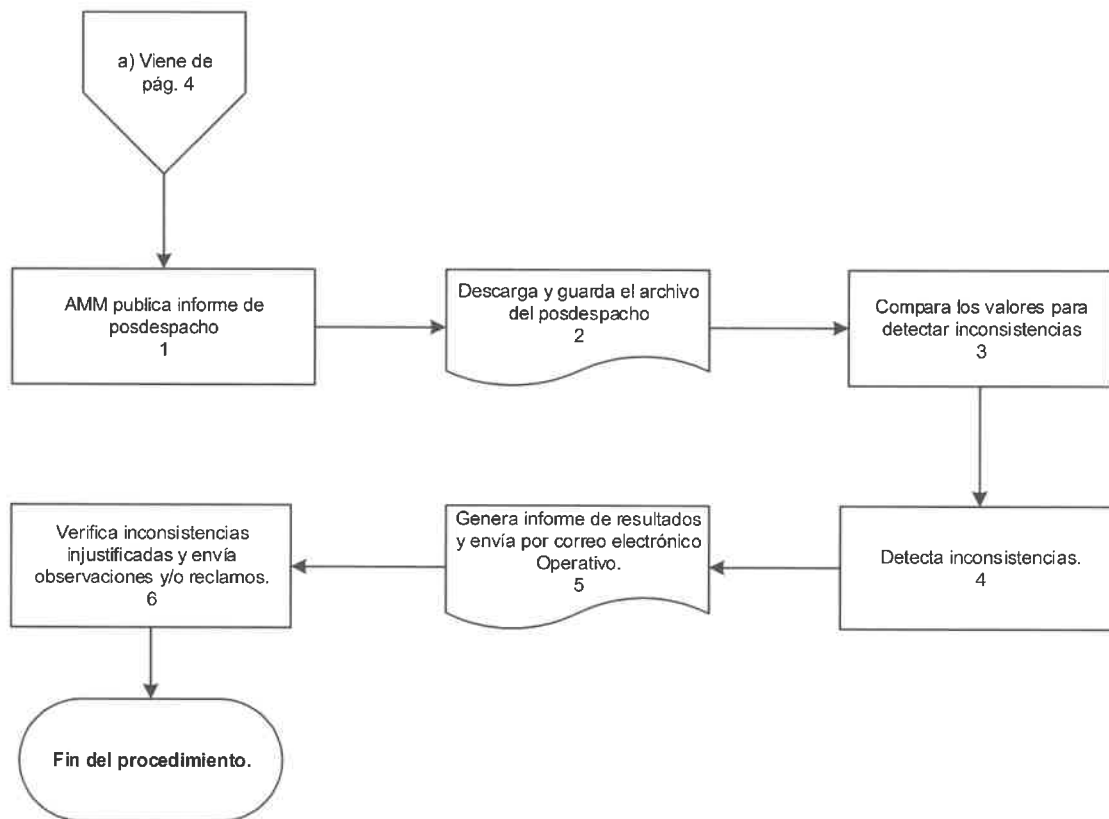 a) Viene de
pág. 4
AMM publica informe de
posdespacho
1
Descarga y guarda el archivo
del posdespacho
2
Compara los valores para
detectar inconsistencias
3
Detecta inconsistencias.
4
Genera informe de resultados
y envía por correo electrónico
Operativo.
5
Verifica inconsistencias
injustificadas y envía
observaciones y/o reclamos.
6
Fin del procedimiento.